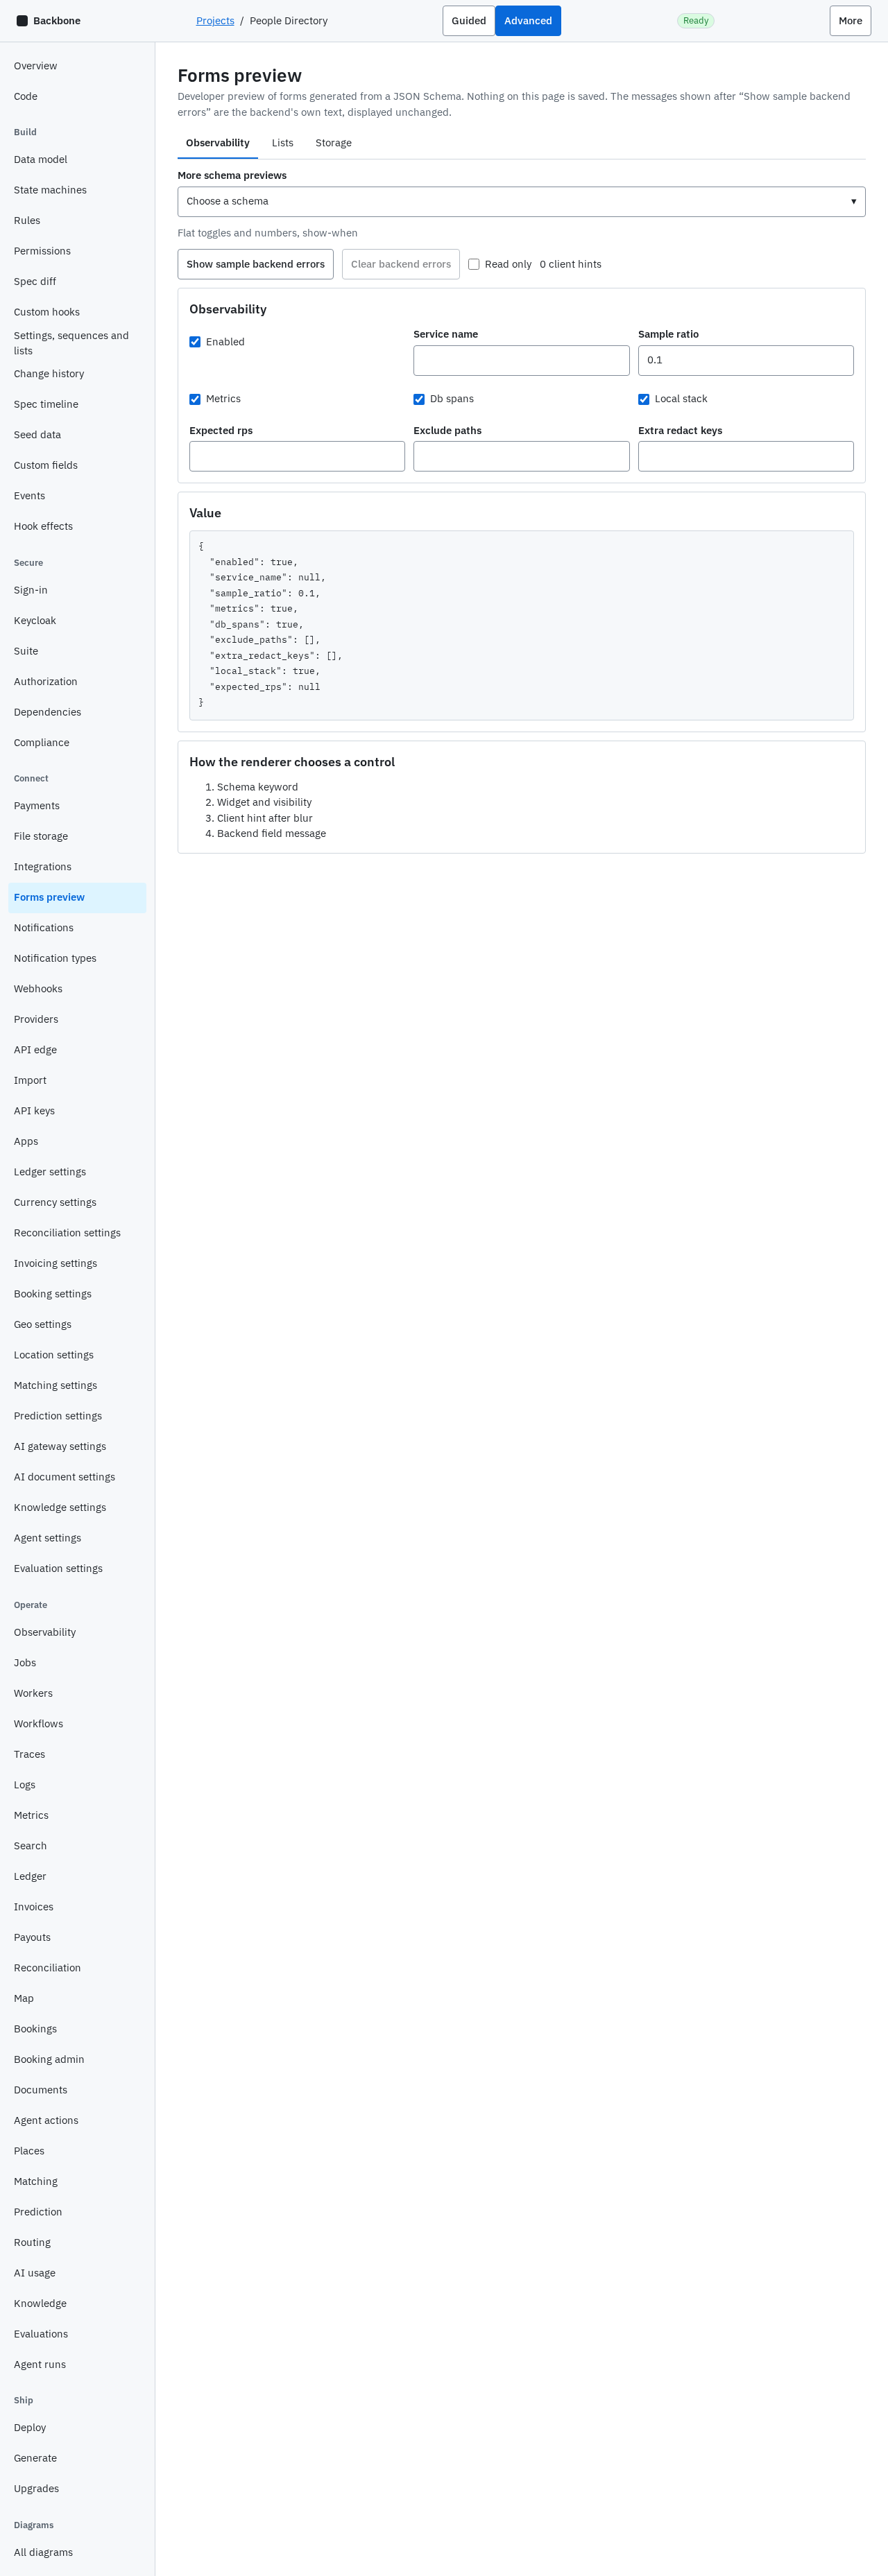 Backbone
Projects / People Directory
Guided
Advanced
Ready
More
Overview
Code
Build
Data model
State machines
Rules
Permissions
Spec diff
Custom hooks
Settings, sequences and
lists
Change history
Spec timeline
Seed data
Custom fields
Events
Hook effects
Secure
Sign-in
Keycloak
Suite
Authorization
Dependencies
Compliance
Connect
Payments
File storage
Integrations
Forms preview
Notifications
Notification types
Webhooks
Providers
API edge
Import
API keys
Apps
Ledger settings
Currency settings
Reconciliation settings
Invoicing settings
Booking settings
Geo settings
Location settings
Matching settings
Prediction settings
AI gateway settings
AI document settings
Knowledge settings
Agent settings
Evaluation settings
Operate
Observability
Jobs
Workers
Workflows
Traces
Logs
Metrics
Search
Ledger
Invoices
Payouts
Reconciliation
Map
Bookings
Booking admin
Documents
Agent actions
Places
Matching
Prediction
Routing
AI usage
Knowledge
Evaluations
Agent runs
Ship
Deploy
Generate
Upgrades
Diagrams
All diagrams
Forms preview
Developer preview of forms generated from a JSON Schema. Nothing on this page is saved. The messages shown after “Show sample backend
errors” are the backend's own text, displayed unchanged.
Observability
Lists
Storage
More schema previews
Choose a schema
Flat toggles and numbers, show-when
Show sample backend errors
Clear backend errors
Read only
0 client hints
Observability
Enabled
Service name
Sample ratio
0.1
Metrics
Db spans
Local stack
Expected rps
Exclude paths
Extra redact keys
Value
{
"enabled": true,
"service_name": null,
"sample_ratio": 0.1,
"metrics": true,
"db_spans": true,
"exclude_paths": [],
"extra_redact_keys": [],
"local_stack": true,
"expected_rps": null
}
How the renderer chooses a control
1. Schema keyword
2. Widget and visibility
3. Client hint after blur
4. Backend field message